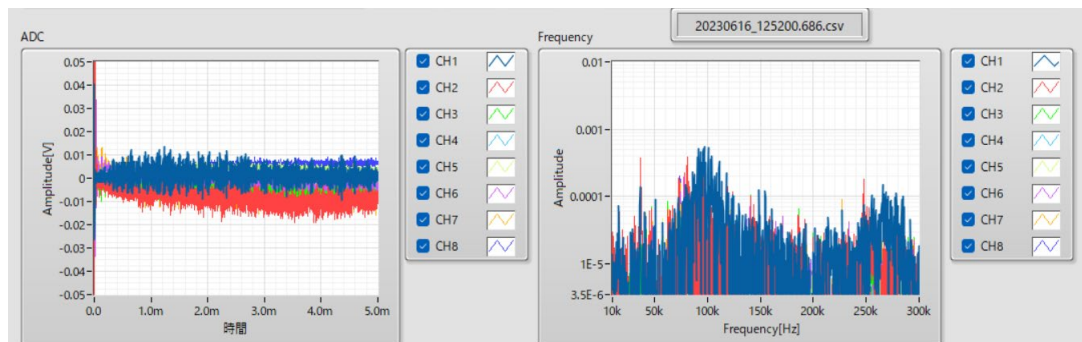 20230616_125200.686.csv
ADC
Amplitude[V]
0.05
0.04
0.03
0.02
0.01
0
-0.01
-0.02
-0.03
-0.04
-0.05
0.0
1.0m
2.0m
3.0m
4.0m
5.0m
時間
CH1
CH2
CH3
CH4
CH5
CH6
CH7
CH8
Frequency
Amplitude
0.01
0.001
0.0001
1E-5
3.5E-6
10k
50k
100k
150k
200k
250k
300k
Frequency[Hz]
CH1
CH2
CH3
CH4
CH5
CH6
CH7
CH8